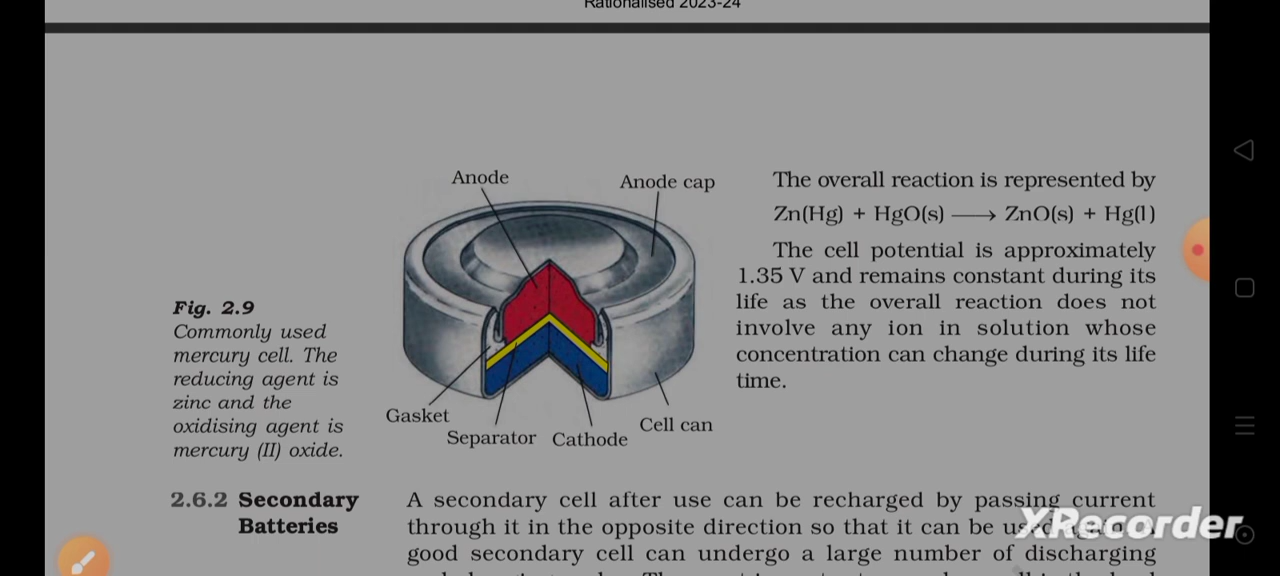 Rationalised 2023-24
Anode
Anode cap
Gasket
Separator
Cathode
Cell can
Fig. 2.9
Commonly used
mercury cell. The
reducing agent is
zinc and the
oxidising agent is
mercury (II) oxide.
The overall reaction is represented by
Zn(Hg) + HgO(s) ⟶ ZnO(s) + Hg(l)
The cell potential is approximately
1.35 V and remains constant during its
life as the overall reaction does not
involve any ion in solution whose
concentration can change during its life
time.
2.6.2 Secondary
Batteries
A secondary cell after use can be recharged by passing current
through it in the opposite direction so that it can be
good secondary cell can undergo a large number of discharging
XRecorder